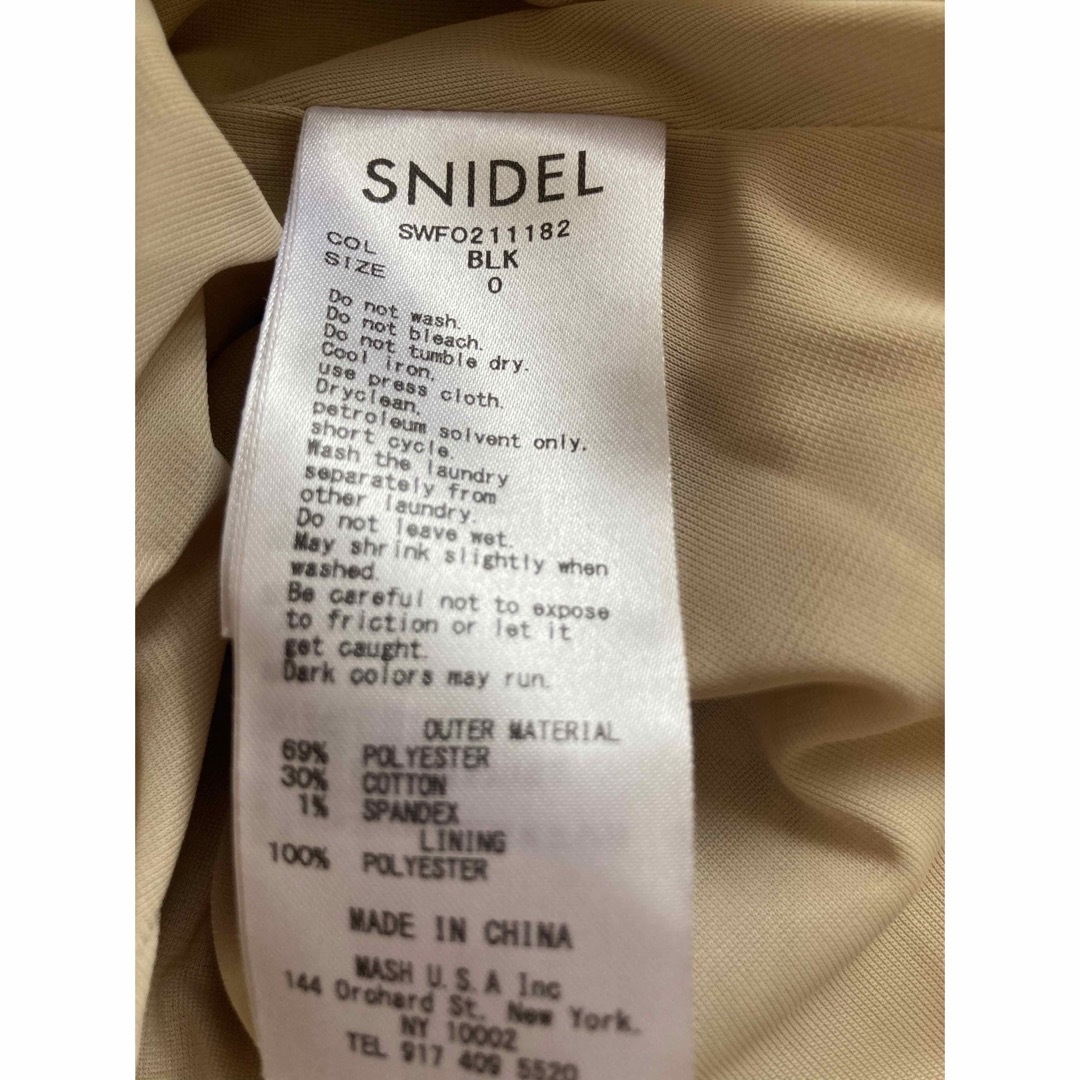 SNIDEL
SWFO211182
COL BLK
SIZE 0
Do not wash.
Do not bleach.
Do not tumble dry.
Cool iron.
use press cloth.
Dryclean.
petroleum solvent only.
short cycle.
Wash the laundry
separately from
other laundry.
Do not leave wet.
May shrink slightly when
washed.
Be careful not to expose
to friction or let it
get caught.
Dark colors may run.
OUTER MATERIAL
69% POLYESTER
30% COTTON
1% SPANDEX
LINING
100% POLYESTER
MADE IN CHINA
MASH U.S.A Inc
144 Orchard St. New York.
NY 10002
TEL 917 409 5520